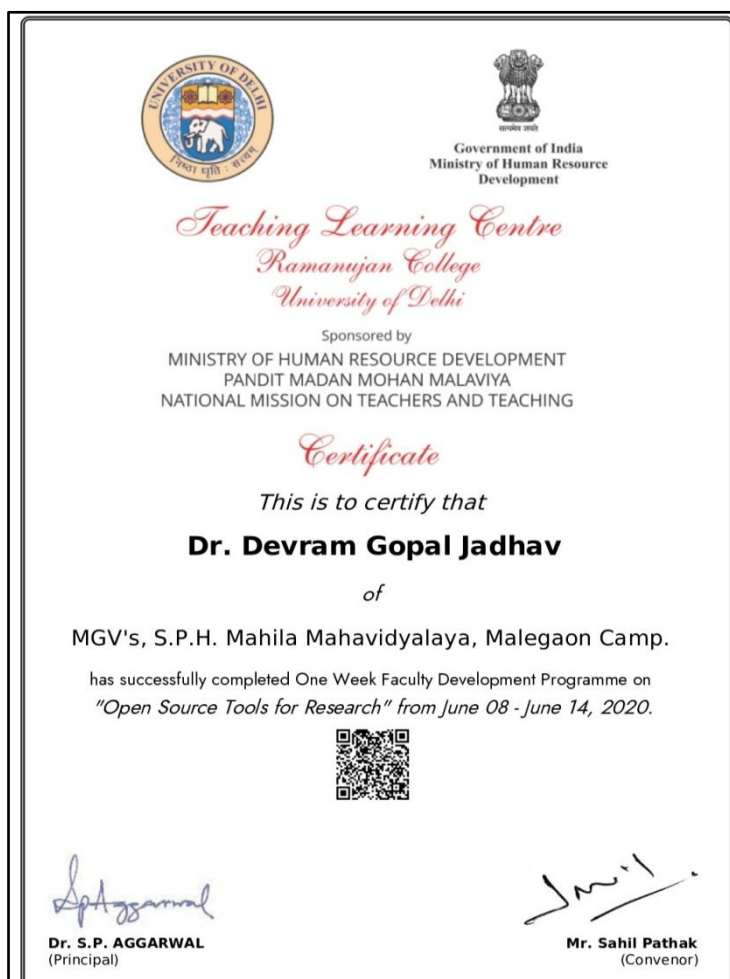 UNIVERSITY OF DELHI
निष्ठा धृति: सत्यम्
सत्यमेव जयते
Government of India
Ministry of Human Resource
Development
Teaching Learning Centre
Ramanujan College
University of Delhi
Sponsored by
MINISTRY OF HUMAN RESOURCE DEVELOPMENT
PANDIT MADAN MOHAN MALAVIYA
NATIONAL MISSION ON TEACHERS AND TEACHING
Certificate
This is to certify that
Dr. Devram Gopal Jadhav
of
MGV's, S.P.H. Mahila Mahavidyalaya, Malegaon Camp.
has successfully completed One Week Faculty Development Programme on
"Open Source Tools for Research" from June 08 - June 14, 2020.
SpAggarwal
Dr. S.P. AGGARWAL
(Principal)
Mr. Sahil Pathak
(Convenor)